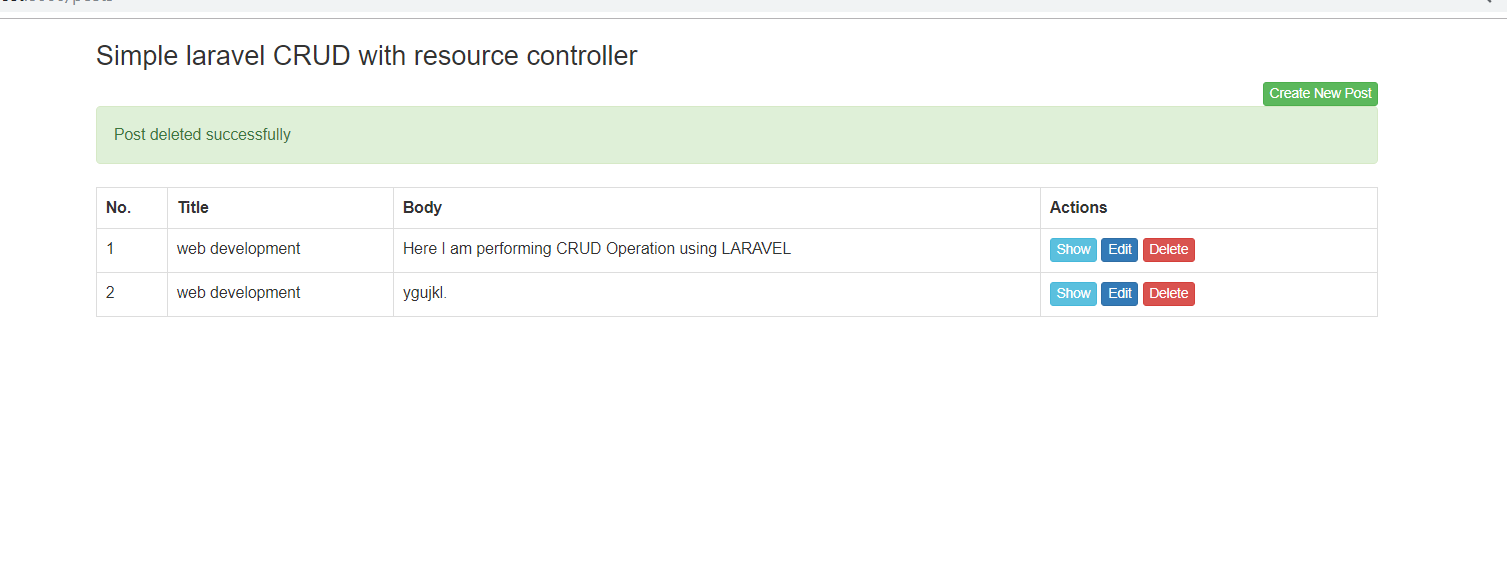 Simple laravel CRUD with resource controller
Create New Post
Post deleted successfully
No. Title Body Actions
1 web development Here I am performing CRUD Operation using LARAVEL Show Edit Delete
2 web development ygujkl. Show Edit Delete